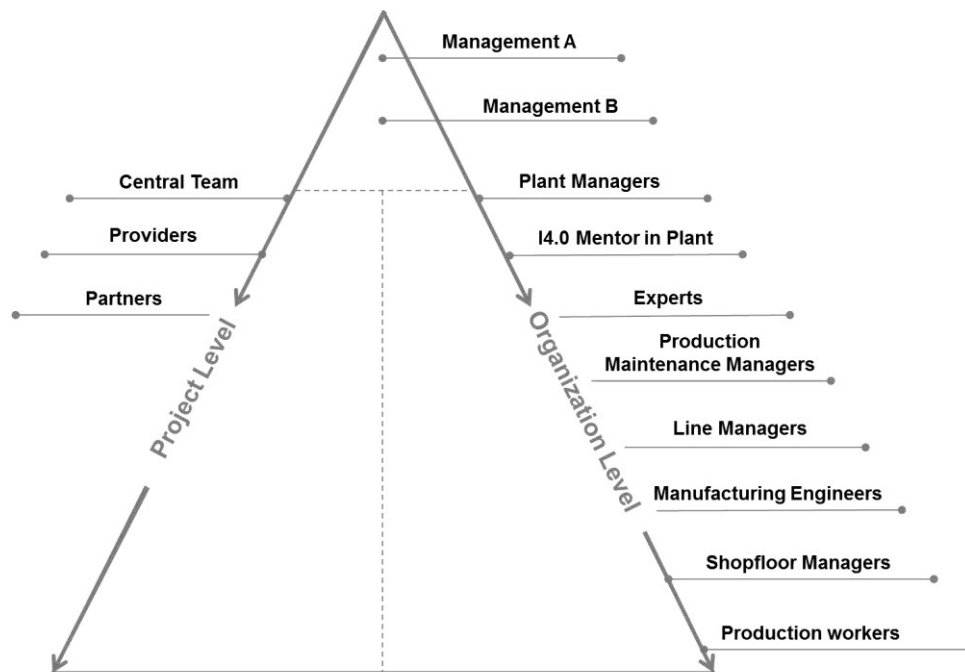 Management A
Management B
Central Team
Plant Managers
Providers
I4.0 Mentor in Plant
Partners
Experts
Project Level
Organization Level
Production
Maintenance Managers
Line Managers
Manufacturing Engineers
Shopfloor Managers
Production workers